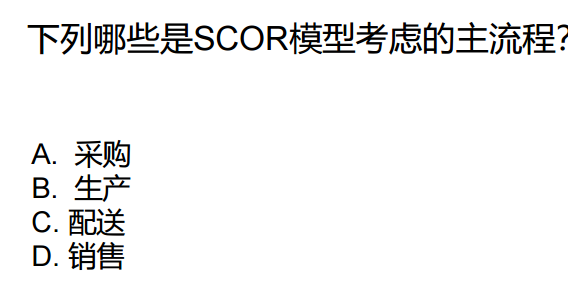 下列哪些是SCOR模型考虑的主流程?
A. 采购
B. 生产
C. 配送
D. 销售